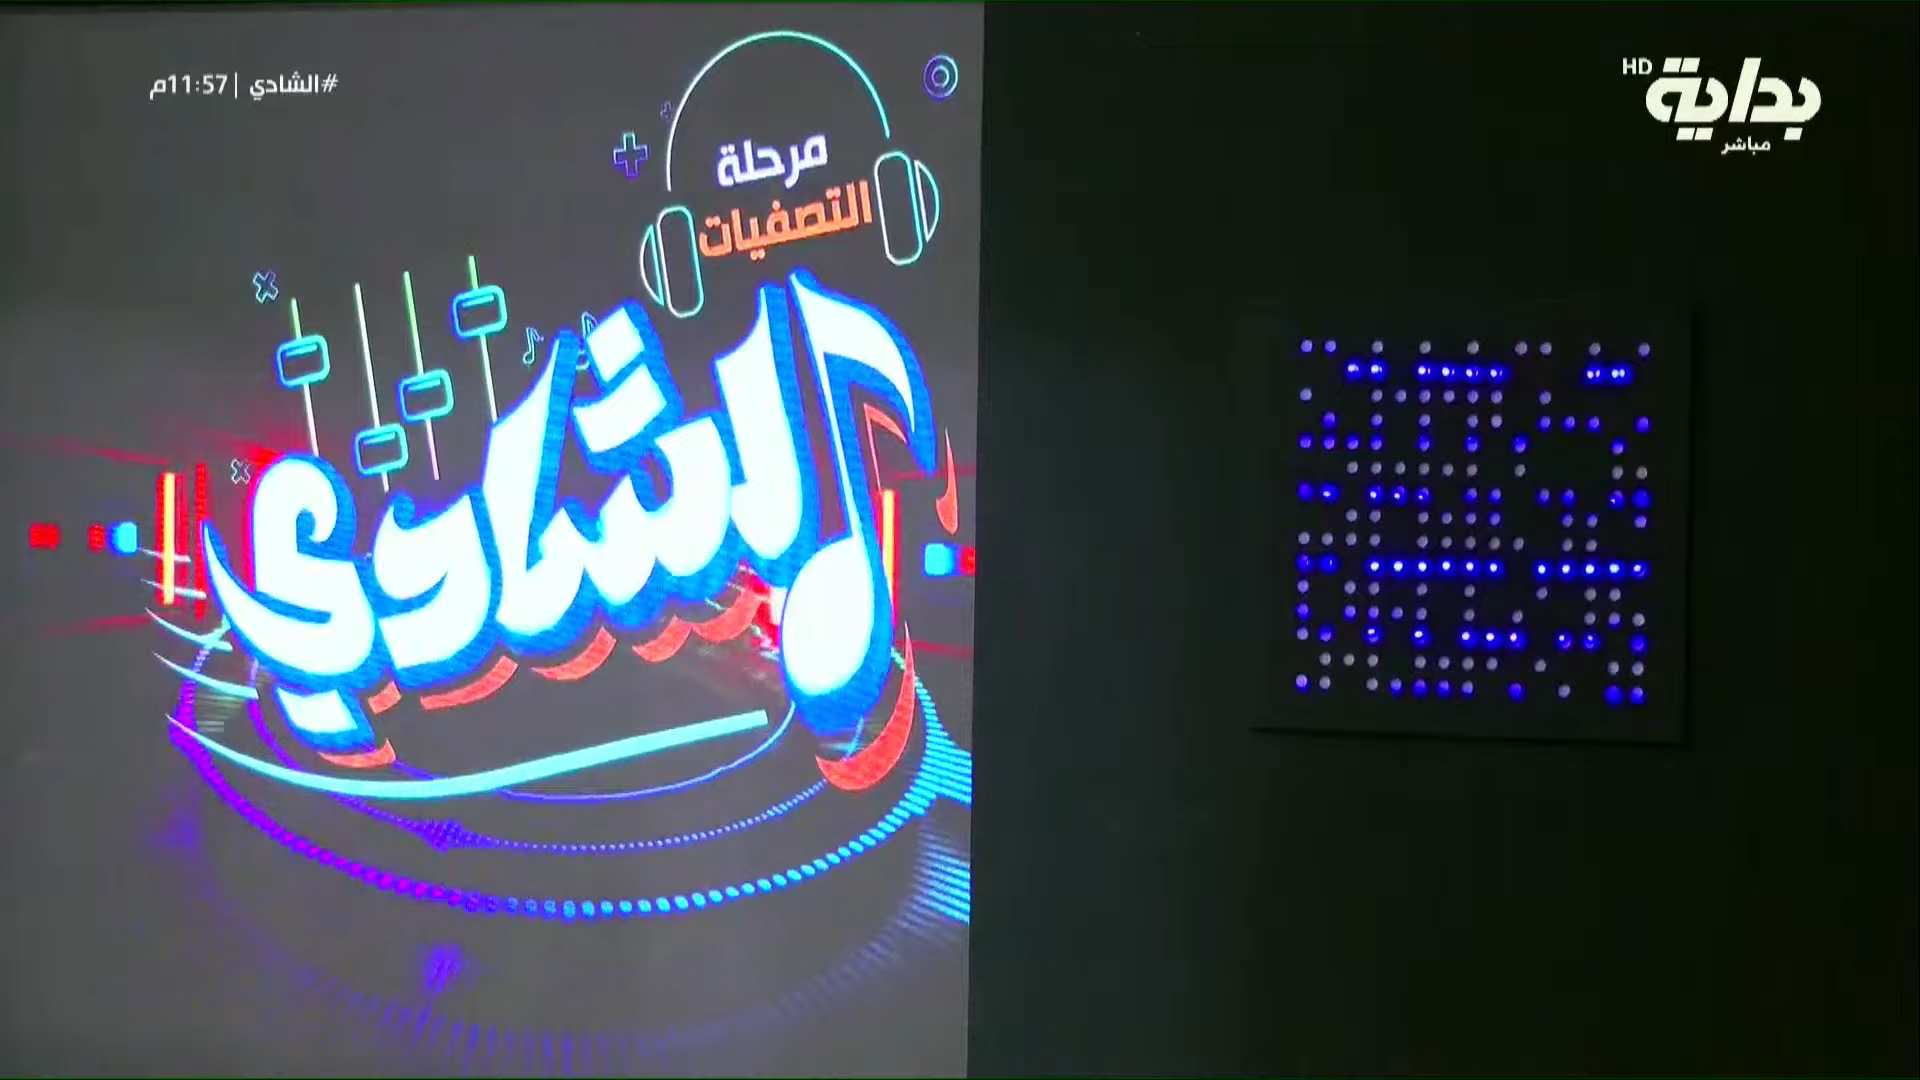 #الشادي | 11:57م
HD
بداية
مباشر
مرحلة
التصفيات
الشادي